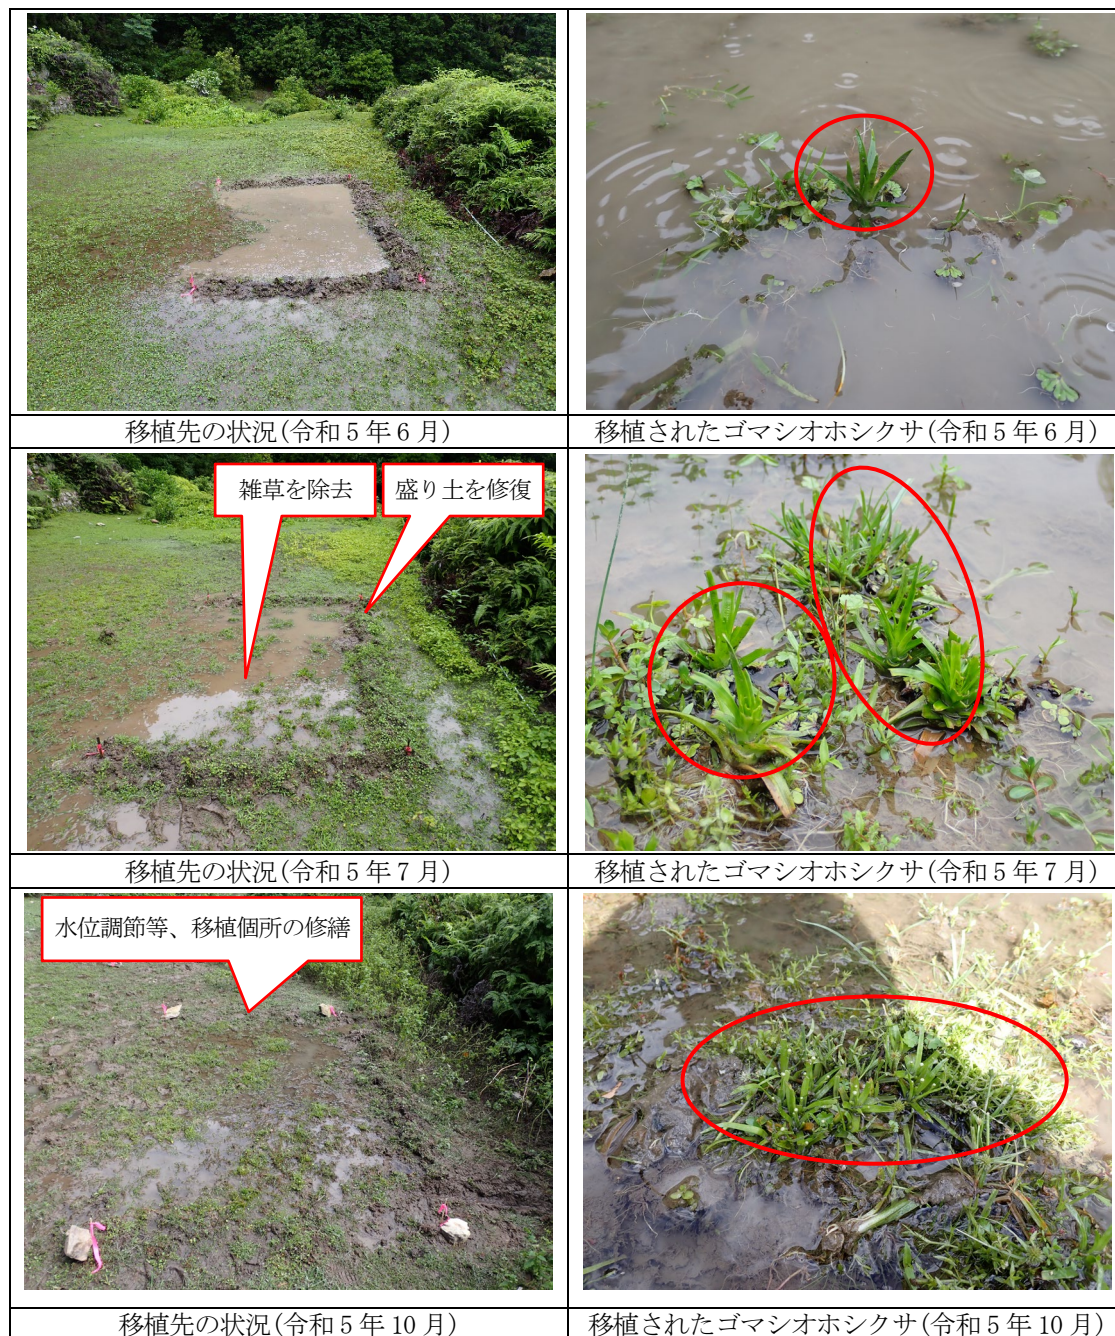 移植先の状況(令和5年6月)
移植されたゴマシオホシクサ(令和5年6月)
雑草を除去
盛り土を修復
移植先の状況(令和5年7月)
移植されたゴマシオホシクサ(令和5年7月)
水位調節等、移植個所の修繕
移植先の状況(令和5年10月)
移植されたゴマシオホシクサ(令和5年10月)